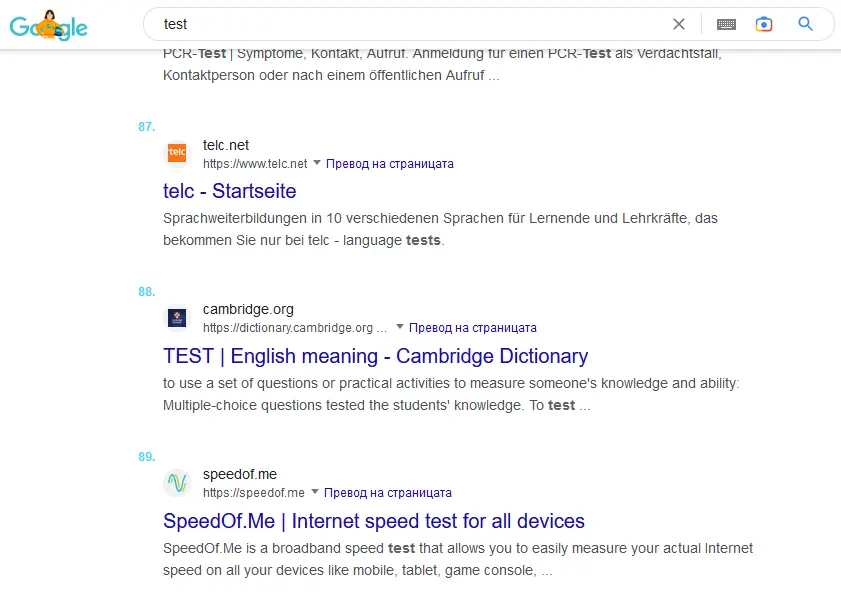 Google
test
PCR-Test | Symptome, Kontakt, Aufruf. Anmeldung für einen PCR-Test als Verdachtsfall,
Kontaktperson oder nach einem öffentlichen Aufruf ...
87.
telc
telc.net
https://www.telc.net Превод на страницата
telc - Startseite
Sprachweiterbildungen in 10 verschiedenen Sprachen für Lernende und Lehrkräfte, das
bekommen Sie nur bei telc - language tests.
88.
cambridge.org
https://dictionary.cambridge.org ... Превод на страницата
TEST | English meaning - Cambridge Dictionary
to use a set of questions or practical activities to measure someone's knowledge and ability:
Multiple-choice questions tested the students' knowledge. To test ...
89.
speedof.me
https://speedof.me Превод на страницата
SpeedOf.Me | Internet speed test for all devices
SpeedOf.Me is a broadband speed test that allows you to easily measure your actual Internet
speed on all your devices like mobile, tablet, game console, ...